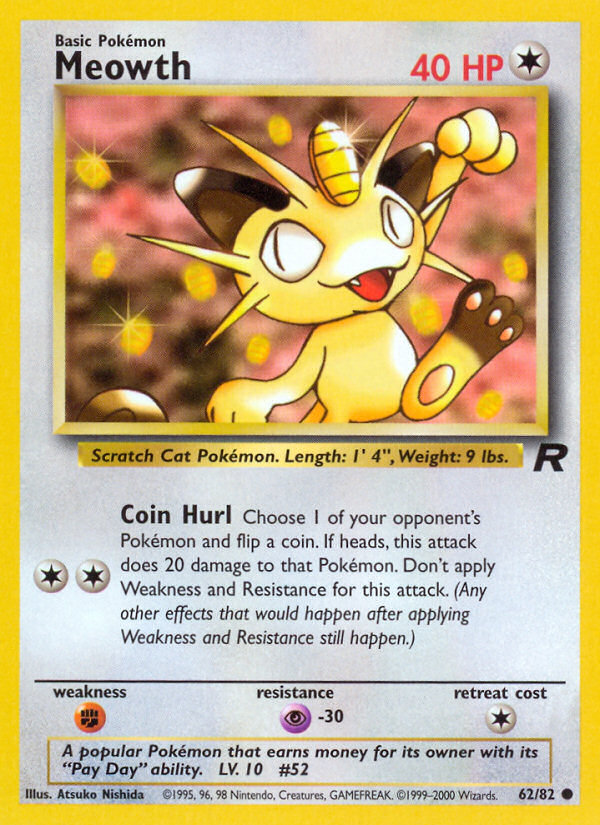 Basic Pokémon
Meowth 40 HP
Scratch Cat Pokémon. Length: 1' 4", Weight: 9 lbs.
R
Coin Hurl Choose 1 of your opponent's
Pokémon and flip a coin. If heads, this attack
does 20 damage to that Pokémon. Don't apply
Weakness and Resistance for this attack. (Any
other effects that would happen after applying
Weakness and Resistance still happen.)
weakness resistance retreat cost
-30
A popular Pokémon that earns money for its owner with its
“Pay Day” ability. LV. 10 #52
Illus. Atsuko Nishida ©1995, 96, 98 Nintendo, Creatures, GAMEFREAK. ©1999-2000 Wizards. 62/82